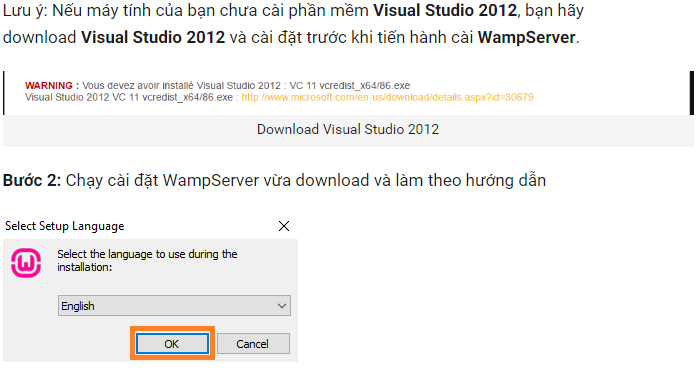 Lưu ý: Nếu máy tính của bạn chưa cài phần mềm Visual Studio 2012, bạn hãy
download Visual Studio 2012 và cài đặt trước khi tiến hành cài WampServer.
WARNING : Vous devez avoir installé Visual Studio 2012 : VC 11 vcredist_x64/86.exe
Visual Studio 2012 VC 11 vcredist_x64/86.exe : http://www.microsoft.com/en-us/download/details.aspx?id=30679
Download Visual Studio 2012
Bước 2: Chạy cài đặt WampServer vừa download và làm theo hướng dẫn
Select Setup Language
Select the language to use during the
installation:
English
OK
Cancel